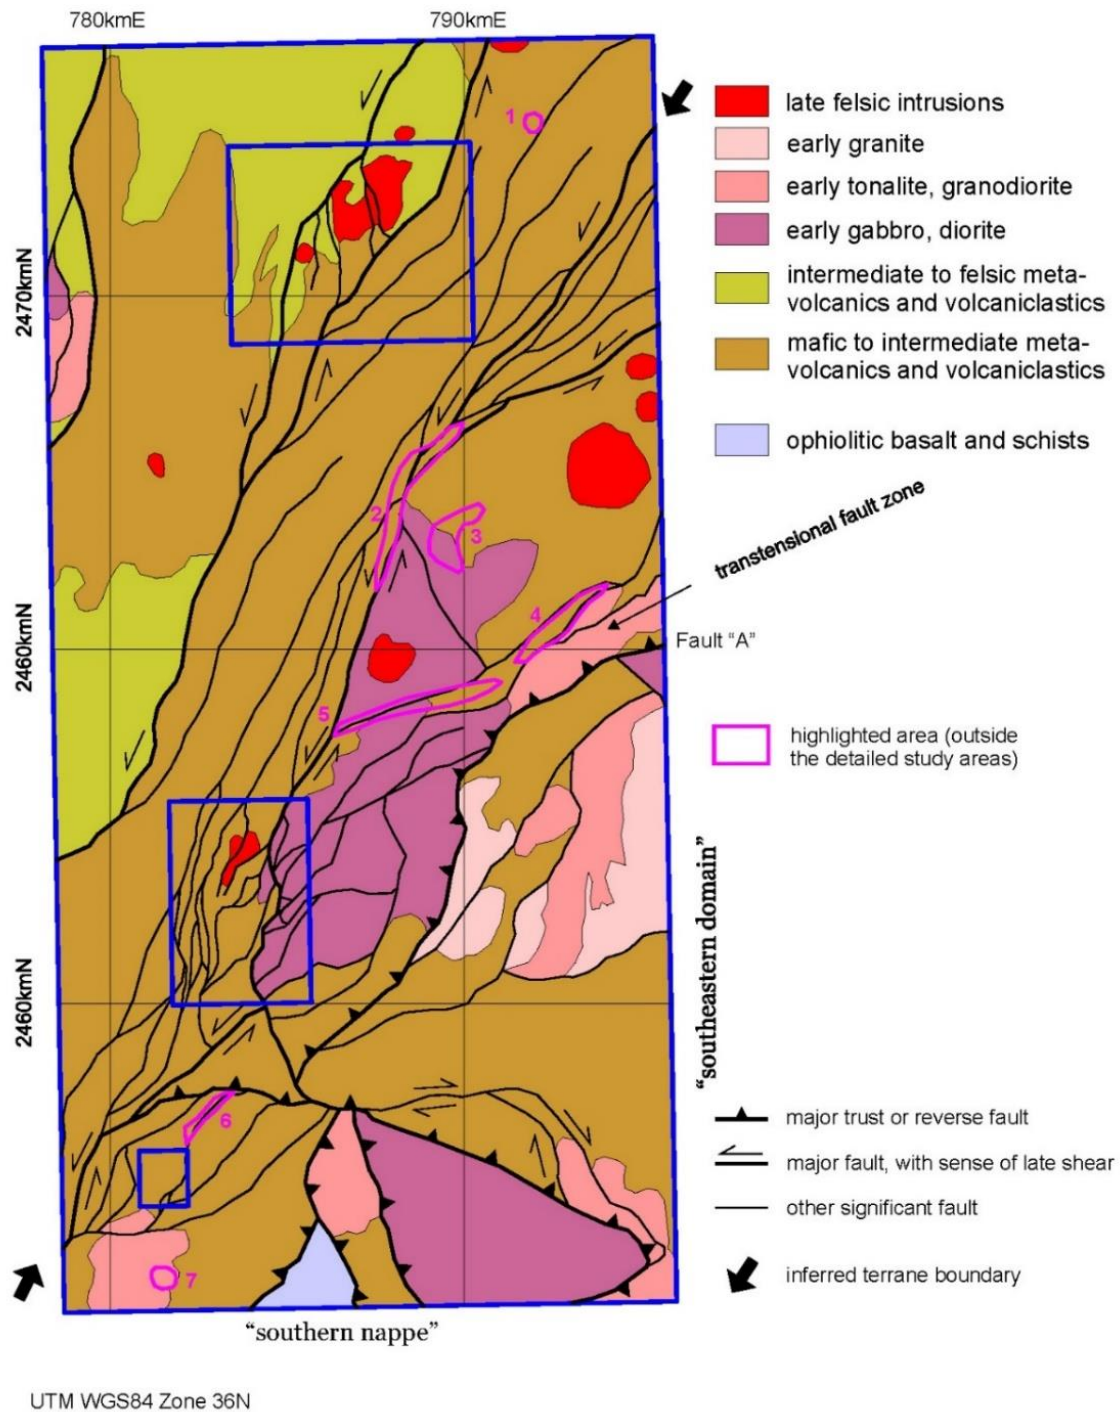 780kmE
790kmE
2470kmN
2460kmN
2460kmN
1
2
3
4
5
6
7
late felsic intrusions
early granite
early tonalite, granodiorite
early gabbro, diorite
intermediate to felsic meta-
volcanics and volcaniclastics
mafic to intermediate meta-
volcanics and volcaniclastics
ophiolitic basalt and schists
transtensional fault zone
Fault “A”
highlighted area (outside
the detailed study areas)
“southeastern domain”
major trust or reverse fault
major fault, with sense of late shear
other significant fault
inferred terrane boundary
“southern nappe”
UTM WGS84 Zone 36N